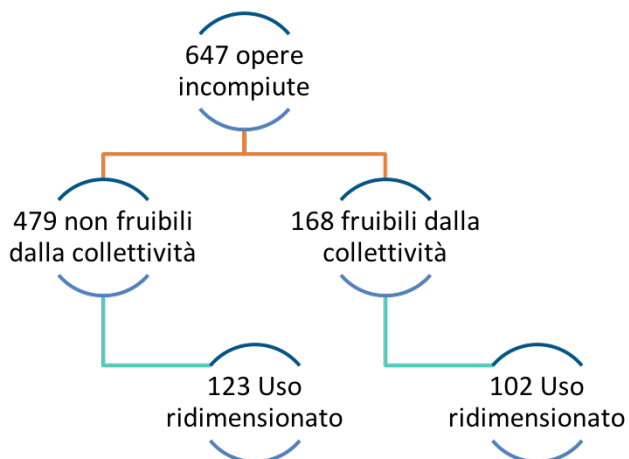 647 opere
incompiute
479 non fruibili
dalla collettività
168 fruibili dalla
collettività
123 Uso
ridimensionato
102 Uso
ridimensionato